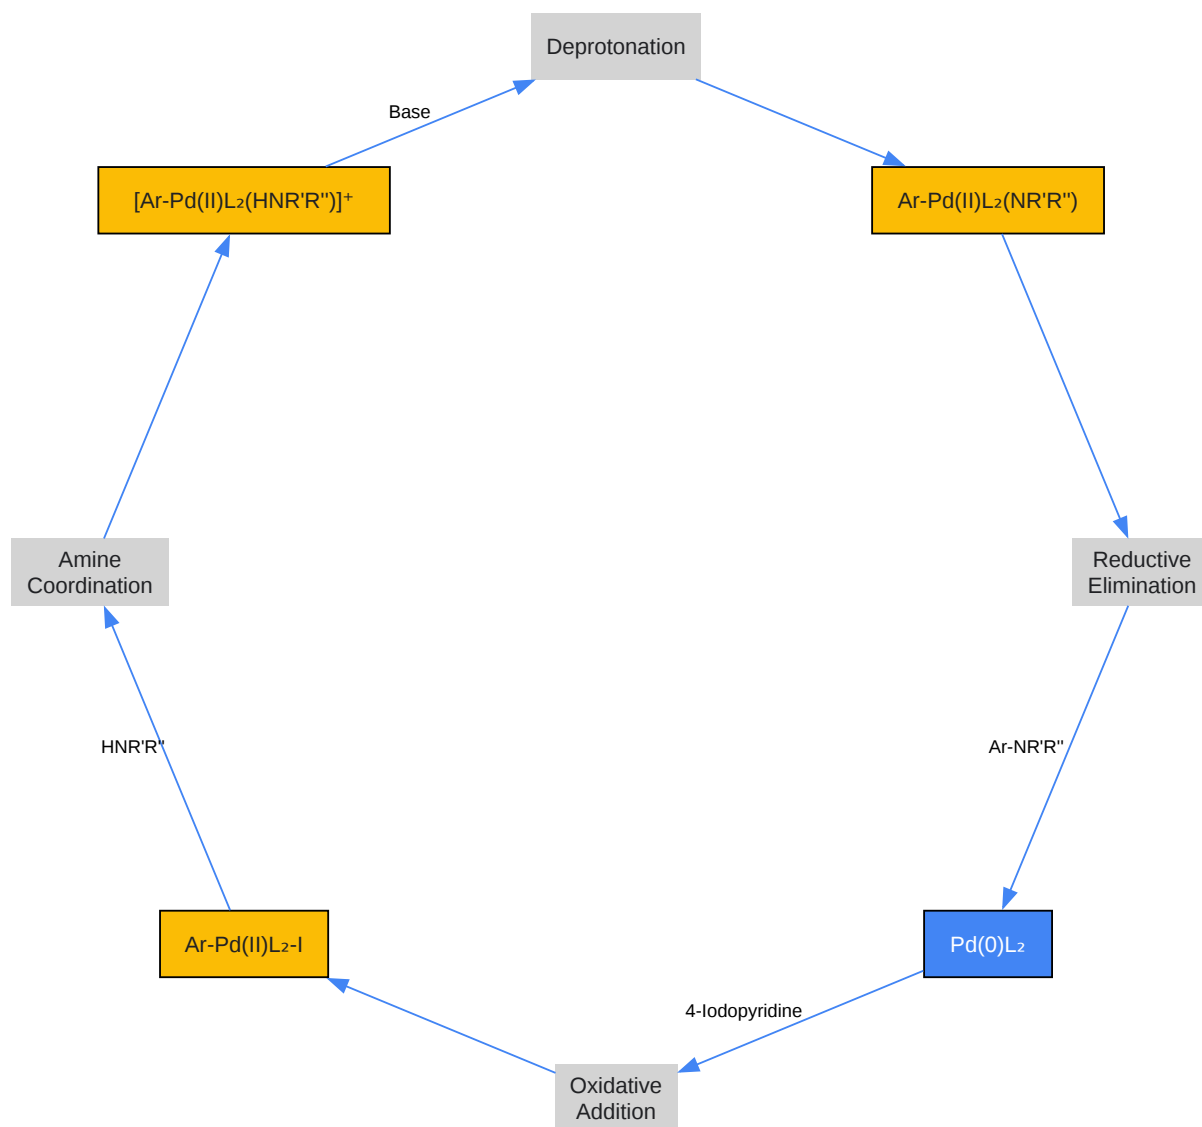 Deprotonation
Base
[Ar-Pd(II)L₂(HNR'R'')]⁺
Ar-Pd(II)L₂(NR'R'')
Amine
Coordination
Reductive
Elimination
HNR'R''
Ar-NR'R''
Ar-Pd(II)L₂-I
Pd(0)L₂
4-Iodopyridine
Oxidative
Addition